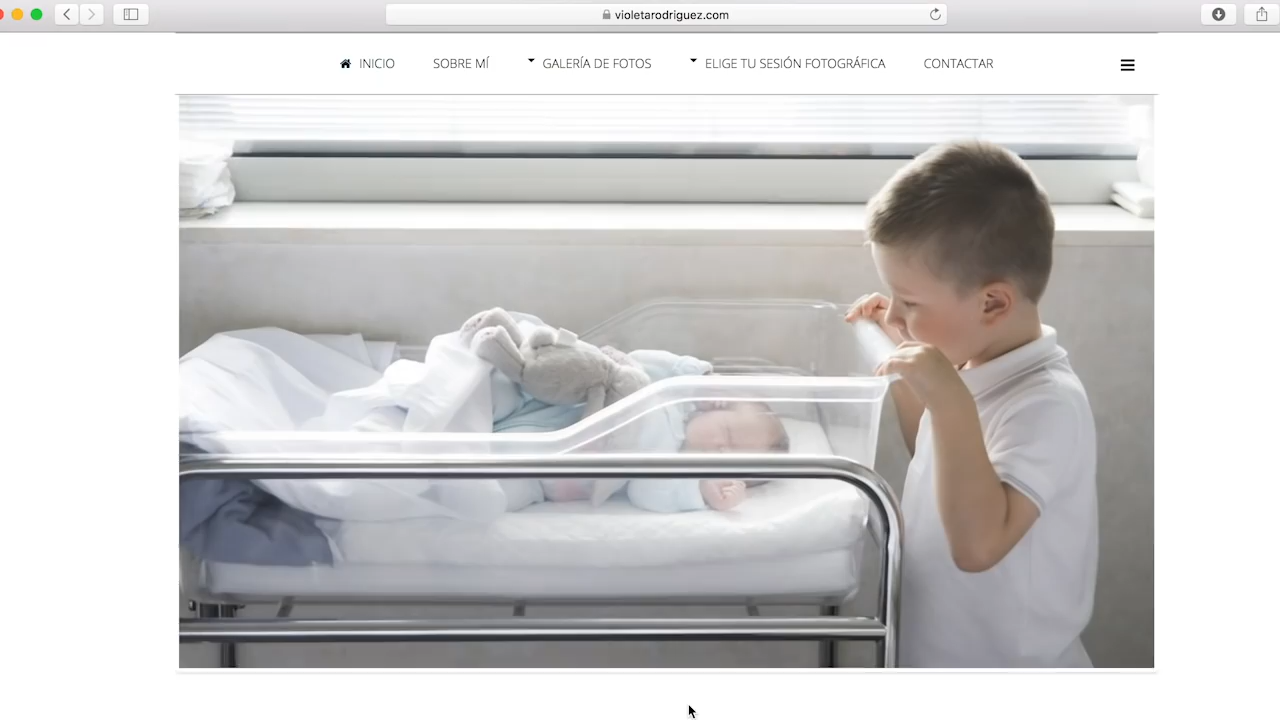 violetarodriguez.com
INICIO SOBRE MÍ GALERÍA DE FOTOS ELIGE TU SESIÓN FOTOGRÁFICA CONTACTAR